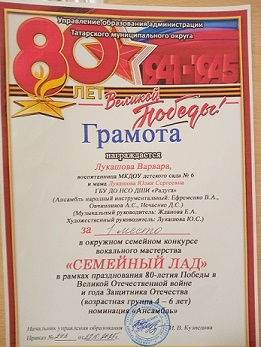 Управление образования администрации
Татарского муниципального округа
80 1941-1945
ЛЕТ Великой
Победы!
Грамота
награждается
Лукашова Варвара,
воспитанница МКДОУ детского сада № 6
и мама Лукашова Юлия Сергеевна
ГБУ ДО НСО ДШИ «Радуга»
(Ансамбль народный инструментальный: Ефременко В.А.,
Овчинников А.С., Нечаенко Д.С.)
(Музыкальный руководитель: Жданова Е.А.
Художественный руководитель: Лукашова Ю.С.)
за 1 место
в окружном семейном конкурсе
вокального мастерства
«СЕМЕЙНЫЙ ЛАД»
в рамках празднования 80-летия Победы в
Великой Отечественной войне
и года Защитника Отечества
(возрастная группа 4 – 6 лет)
номинация «Ансамбль»
Начальник управления образования И. В. Кузнецова
Приказ №